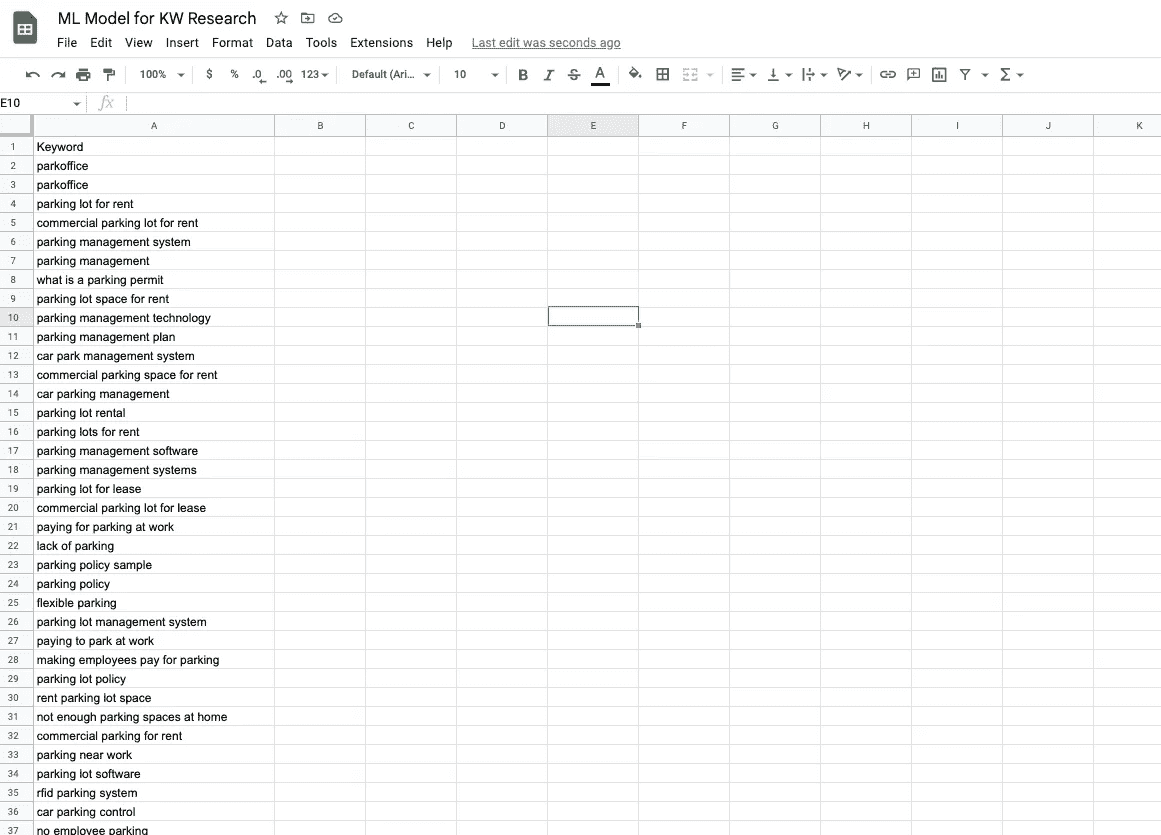 ML Model for KW Research
File Edit View Insert Format Data Tools Extensions Help Last edit was seconds ago
100% $ % .0 .00 123 Default (Ari... 10 B I S A Σ
E10 fx
A B C D E F G H I J K
1 Keyword
2 parkoffice
3 parkoffice
4 parking lot for rent
5 commercial parking lot for rent
6 parking management system
7 parking management
8 what is a parking permit
9 parking lot space for rent
10 parking management technology
11 parking management plan
12 car park management system
13 commercial parking space for rent
14 car parking management
15 parking lot rental
16 parking lots for rent
17 parking management software
18 parking management systems
19 parking lot for lease
20 commercial parking lot for lease
21 paying for parking at work
22 lack of parking
23 parking policy sample
24 parking policy
25 flexible parking
26 parking lot management system
27 paying to park at work
28 making employees pay for parking
29 parking lot policy
30 rent parking lot space
31 not enough parking spaces at home
32 commercial parking for rent
33 parking near work
34 parking lot software
35 rfid parking system
36 car parking control
37 no employee parking